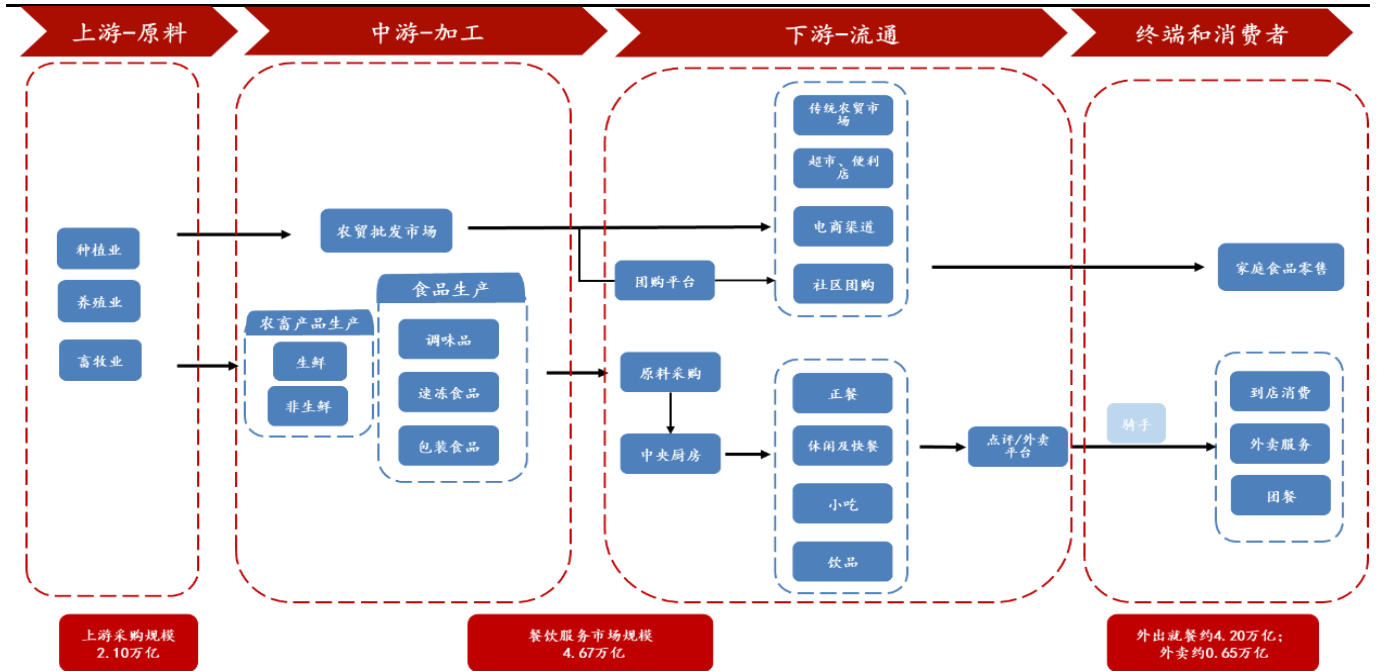 上游-原料
中游-加工
下游-流通
终端和消费者
种植业
养殖业
畜牧业
农贸批发市场
农畜产品生产
生鲜
非生鲜
食品生产
调味品
速冻食品
包装食品
团购平台
传统农贸市
场
超市、便利
店
电商渠道
社区团购
原料采购
中央厨房
正餐
休闲及快餐
小吃
饮品
点评/外卖
平台
骑手
家庭食品零售
到店消费
外卖服务
团餐
上游采购规模
2.10万亿
餐饮服务市场规模
4.67万亿
外出就餐约4.20万亿;
外卖约0.65万亿